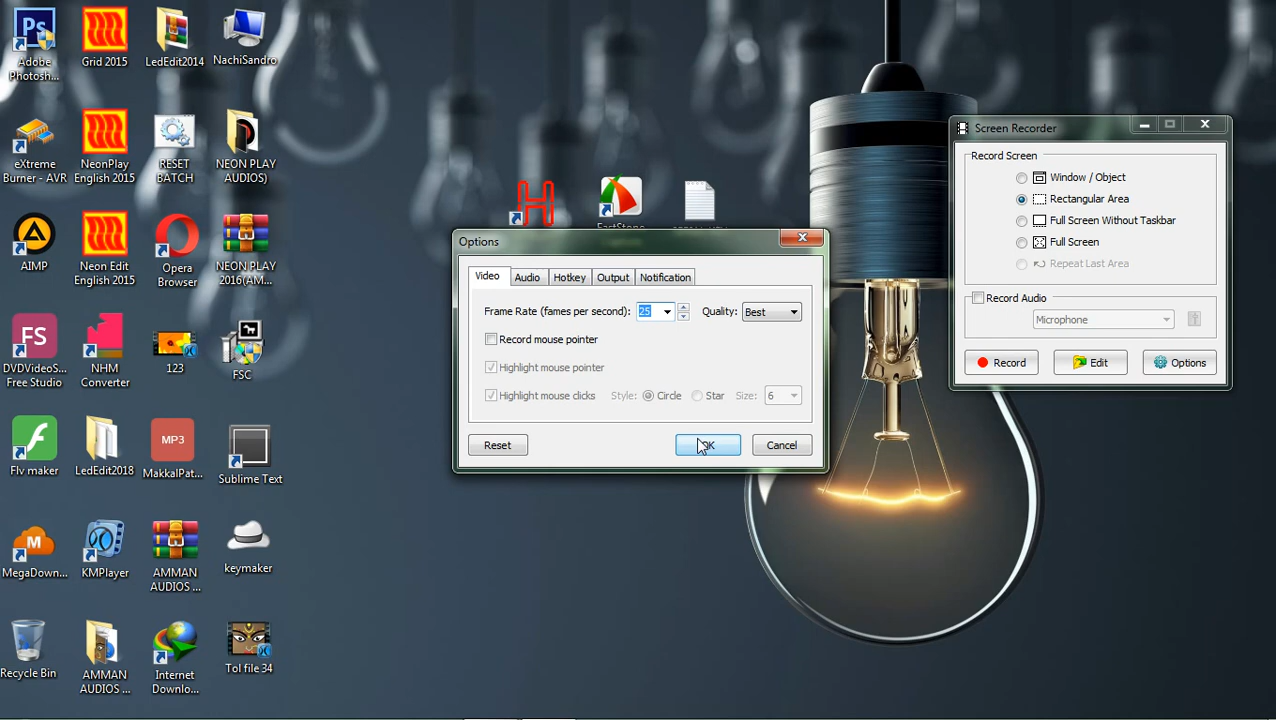 Ps
Adobe
Photosh...
Grid 2015
LedEdit2014
NachiSandro
eXtreme
Burner - AVR
NeonPlay
English 2015
RESET
BATCH
NEON PLAY
AUDIOS)
AIMP
Neon Edit
English 2015
Opera
Browser
NEON PLAY
2016(AM...
FS
DVDVideoS...
Free Studio
NHM
Converter
123
FSC
Flv maker
LedEdit2018
MP3
MakkalPat...
Sublime Text
MegaDown...
KMPlayer
AMMAN
AUDIOS ...
keymaker
Recycle Bin
AMMAN
AUDIOS ...
Internet
Downlo...
Tol file 34
Options
Video
Audio
Hotkey
Output
Notification
Frame Rate (fames per second):
25
Quality:
Best
Record mouse pointer
Highlight mouse pointer
Highlight mouse clicks
Style:
Circle
Star
Size:
6
Reset
OK
Cancel
Screen Recorder
Record Screen
Window / Object
Rectangular Area
Full Screen Without Taskbar
Full Screen
Repeat Last Area
Record Audio
Microphone
Record
Edit
Options